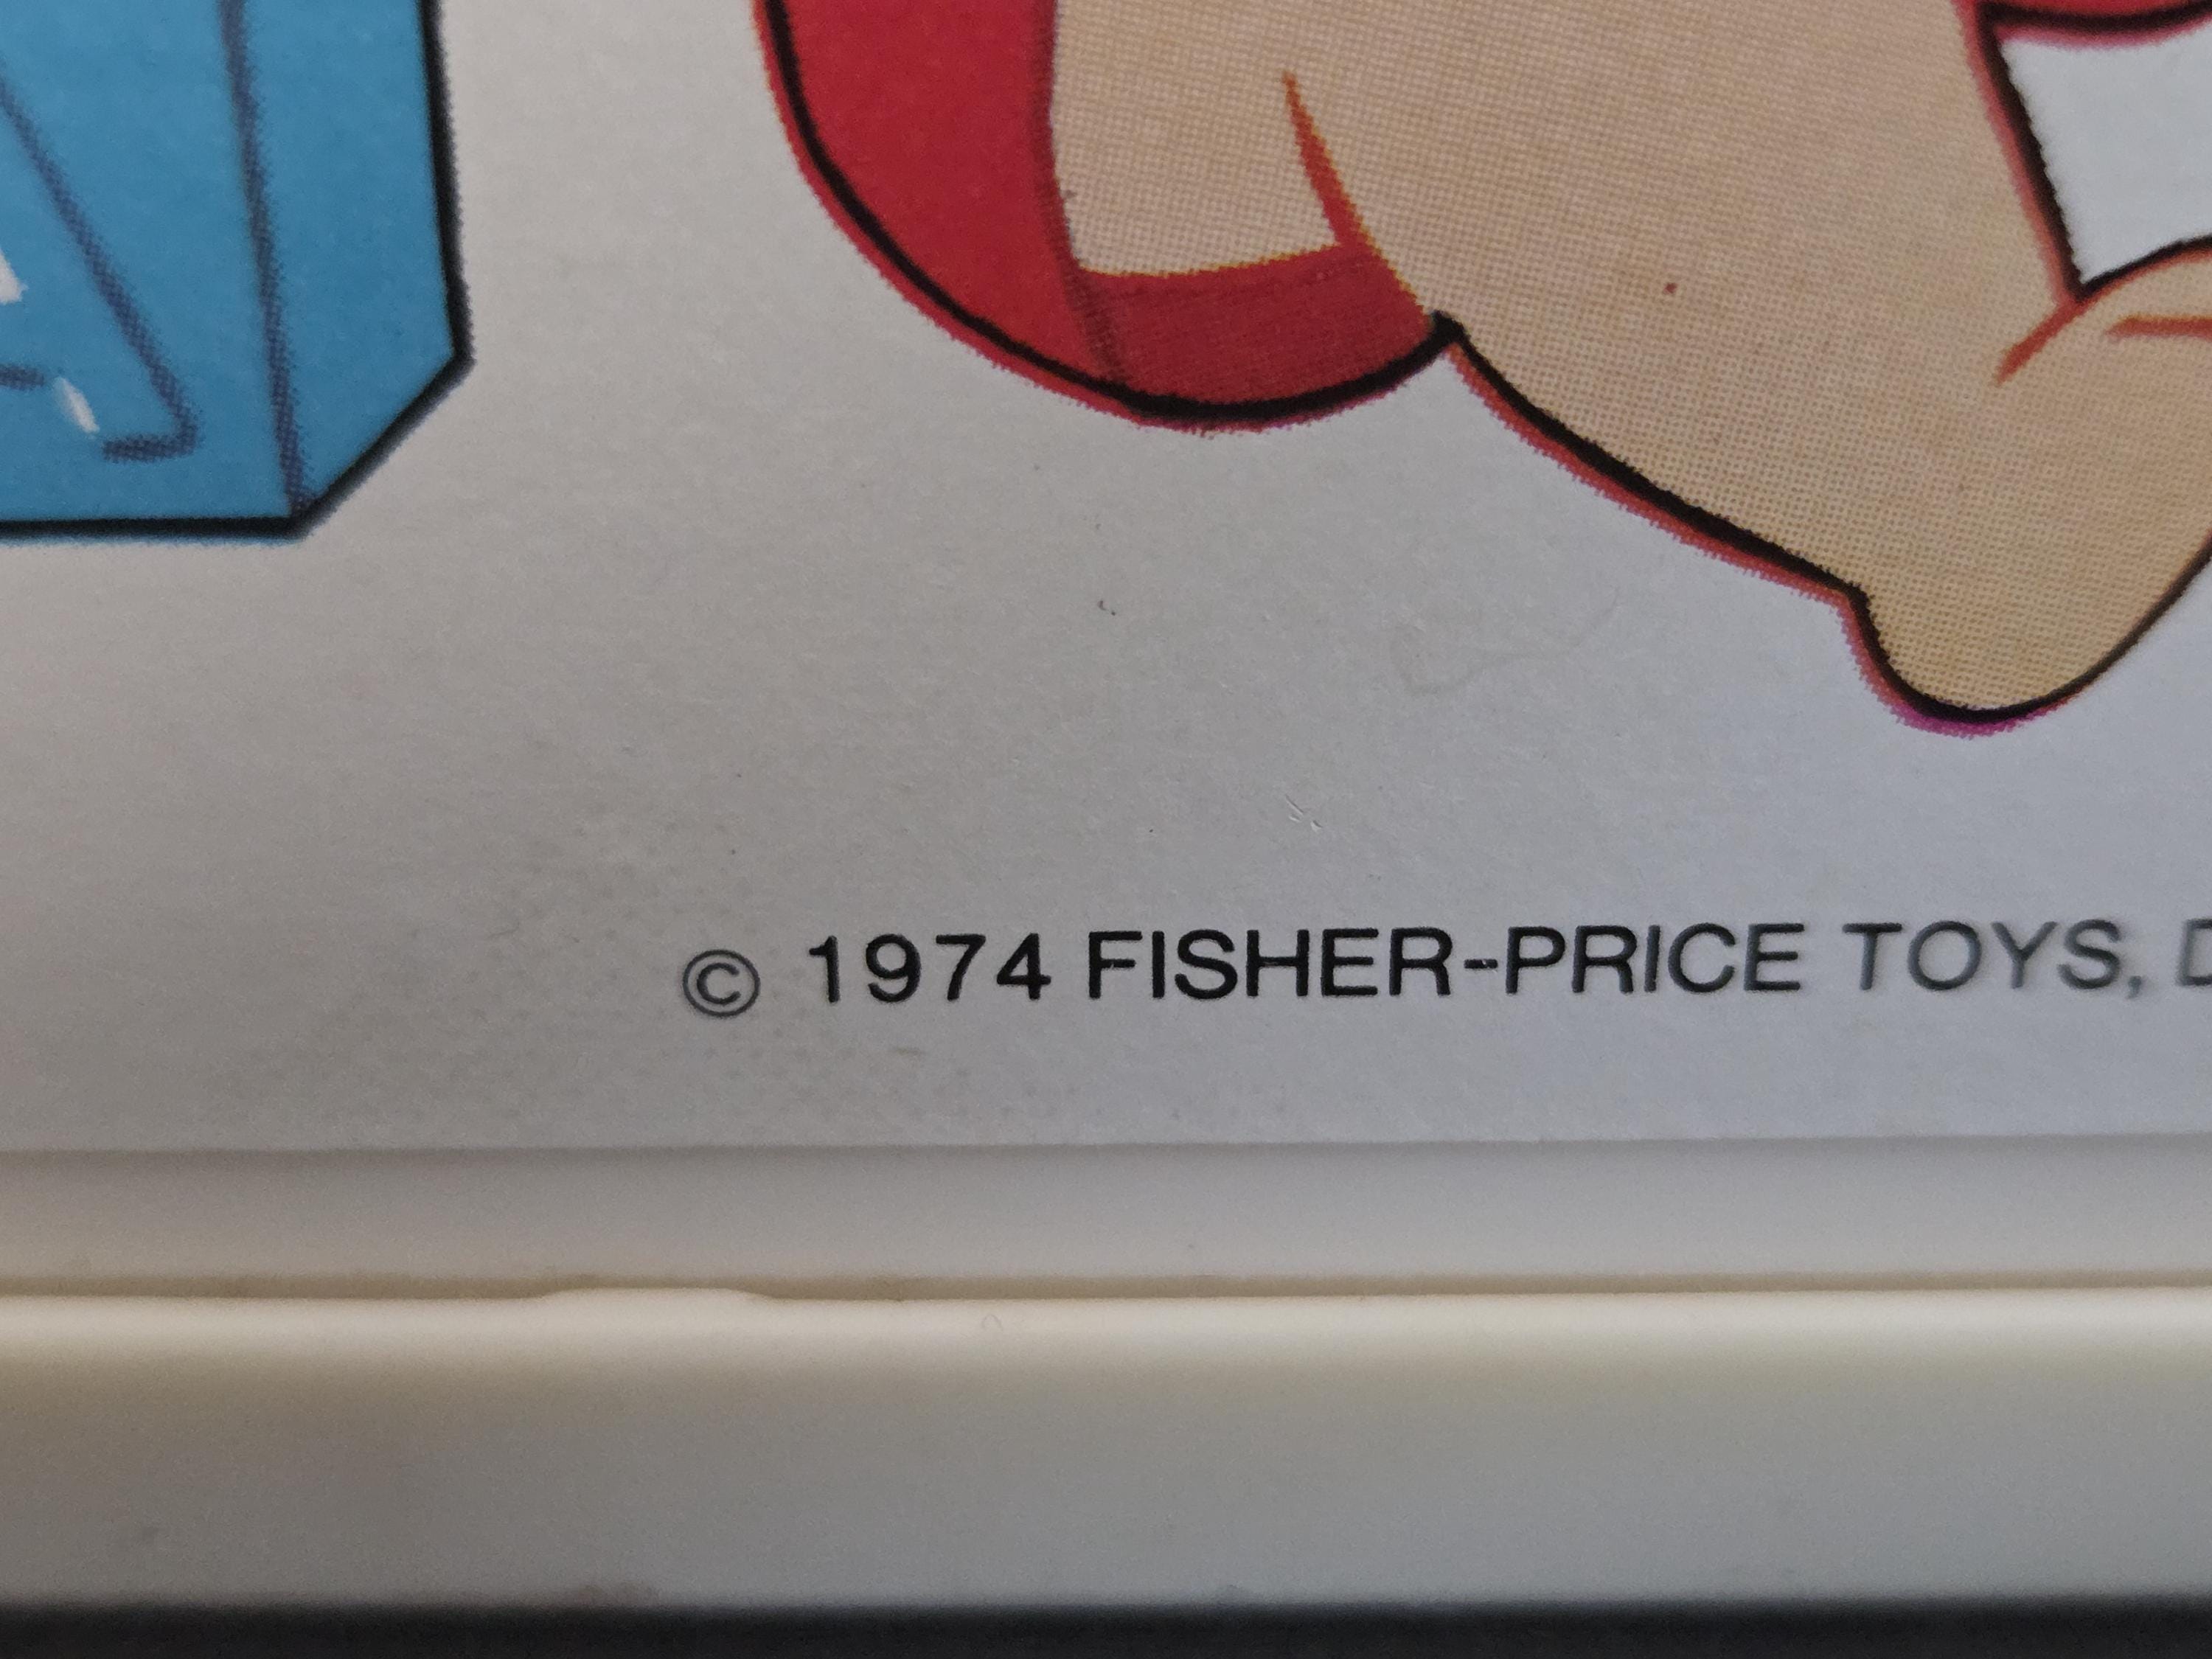 © 1974 FISHER-PRICE TOYS,